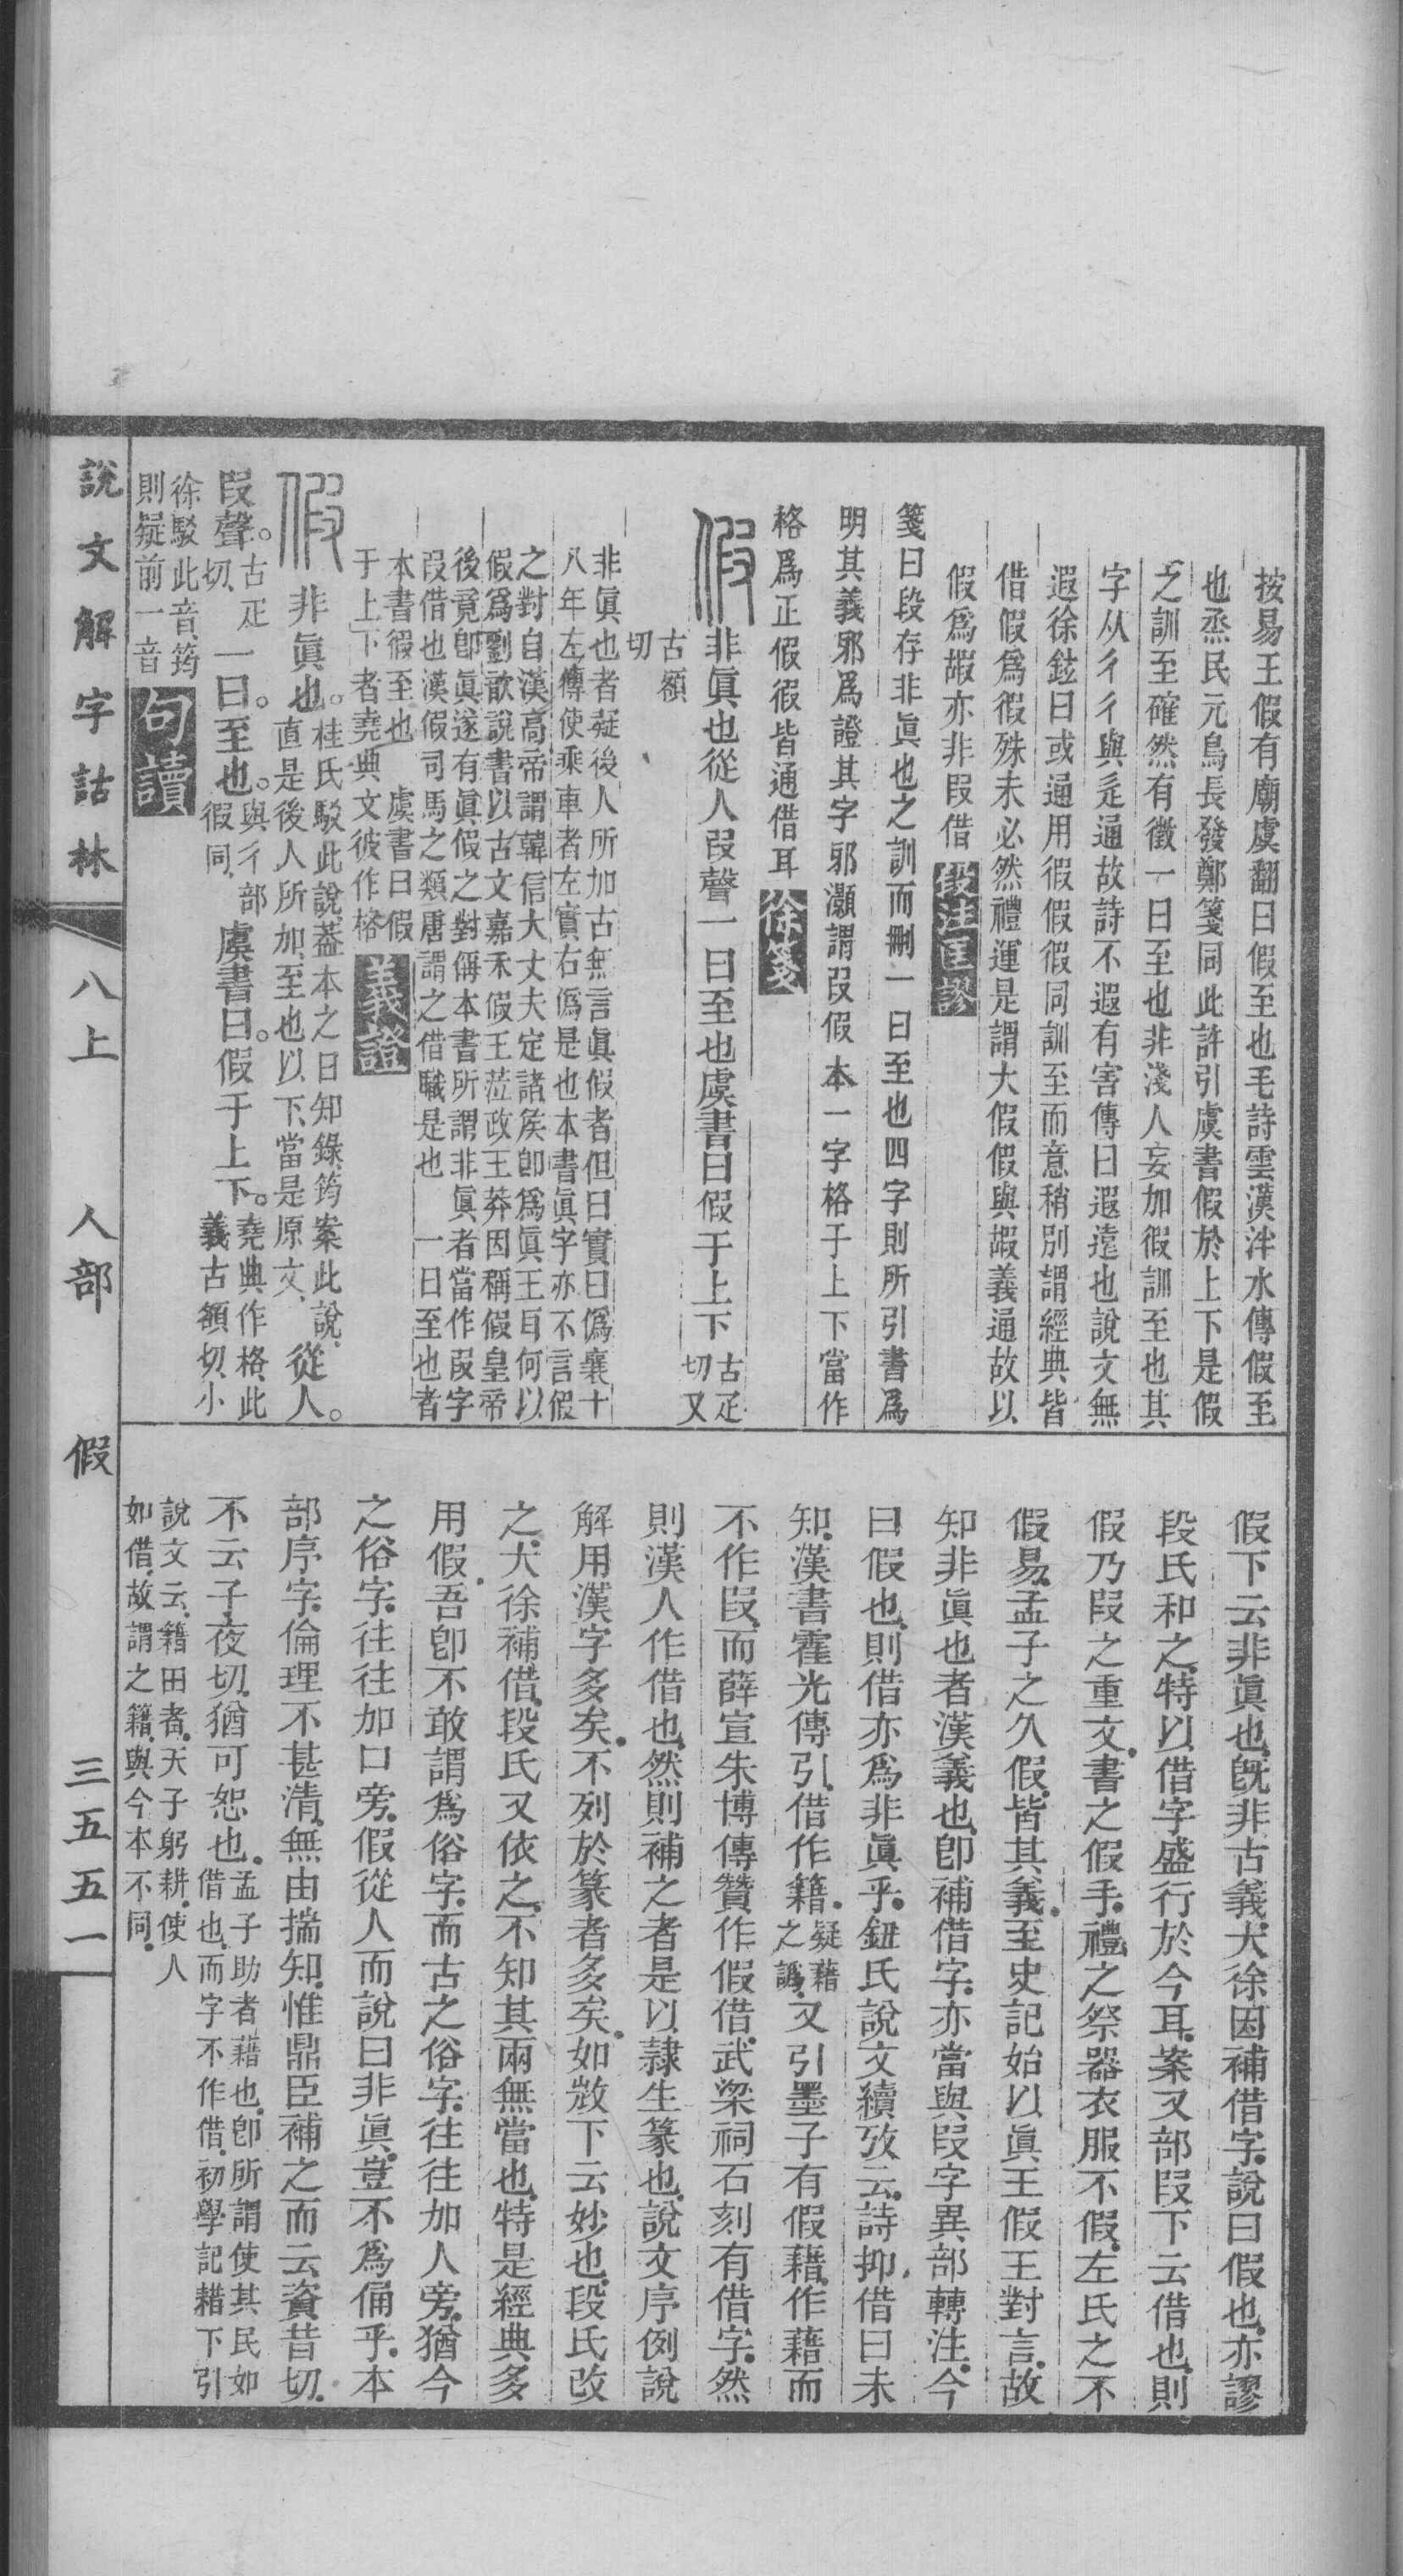 按易王假有廟虞翻曰假至也毛詩雲漢泮水傳假至
也烝民元鳥長發鄭箋同此許引虞書假於上下是假
之訓至確然有徵一曰至也非淺人妄加徦訓至也其
字从彳彳與辵通故詩不遐有害傳曰遐遠也說文無
遐徐鉉曰或通用徦假徦同訓至而意稍別謂經典皆
借假爲徦殊未必然禮運是謂大假假與嘏義通故以
假爲嘏亦非叚借段注匡謬
箋曰段存非眞也之訓而刪一曰至也四字則所引書爲
明其義邪爲證其字邪灝謂叚假本一字格于上下當作
格爲正假徦皆通借耳徐箋
假非眞也從人叚聲一曰至也虞書曰假于上下古疋切又
古額切
非眞也者疑後人所加古無言眞假者但曰實曰僞襄十
八年左傳使乘車者左實右僞是也本書眞字亦不言假
之對自漢高帝謂韓信大丈夫定諸矦卽爲眞王耳何以
假爲劉歆說書以古文嘉禾假王蒞政王莽因稱假皇帝
後竟卽眞遂有眞假之對偁本書所謂非眞者當作叚字
叚借也漢假司馬之類唐謂之借職是也 一曰至也者
本書徦至也 虞書曰假
于上下者堯典文彼作格義證
假非眞也。桂氏駁此說、葢本之日知錄、筠案此說、直是後人所加、至也以下、當是原文、從人。
叚聲。古疋切、一曰。至也。與彳部徦同、虞書曰。假于上下。堯典作格、此義古額切、小
徐駁此音、筠則疑前一音句讀
假下云非眞也、旣非古義、大徐因補借字、說曰假也、亦謬
段氏和之、特以借字盛行於今耳、案又部叚下云借也、則
假乃叚之重文、書之假手、禮之祭器衣服不假、左氏之不
假易、孟子之久假、皆其義、至史記始以眞王假王對言、故
知非眞也者漢義也、卽補借字、亦當與叚字異部轉注、今
曰假也、則借亦爲非眞乎、鈕氏說文續攷云、詩抑借曰未
知、漢書霍光傳引、借作籍、疑藉之譌、又引墨子有假藉、作藉而
不作叚、而薛宣朱博傳贊作假借、武梁祠石刻有借字、然
則漢人作借也、然則補之者是以隷生篆也、說文序例說
解用漢字多矣、不列於篆者多矣、如㪣下云妙也、段氏改
之、大徐補借、段氏又依之、不知其兩無當也、特是經典多
用假、吾卽不敢謂爲俗字、而古之俗字、往往加人旁、猶今
之俗字、往往加口旁、假從人而說曰非眞、豈不爲俑乎、本
部序字、倫理不甚清、無由揣知、惟鼎臣補之而云資昔切、
不云子夜切、猶可恕也、孟子助者藉也、卽所謂使其民如借也、而字不作借、初學記耤下引
說文云、籍田者、天子躬耕、使人如借、故謂之籍、與今本不同、
說文解字詁林 八上 人部 假 三五五一